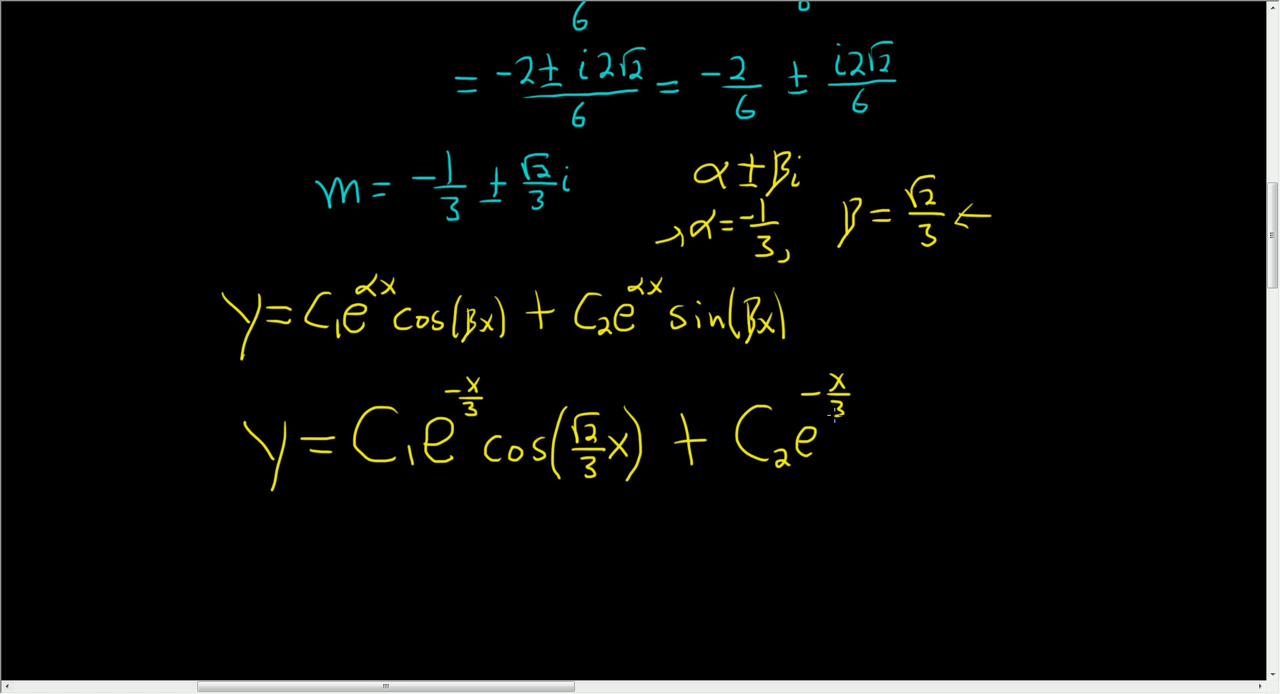 6
= -2 ± i2√2/6 = -2/6 ± i2√2/6
m = -1/3 ± √2/3 i
α ± βi
→ α = -1/3, β = √2/3 ←
y = C₁e^(αx) cos(βx) + C₂e^(αx) sin(βx)
y = C₁e^(-x/3) cos(√2/3 x) + C₂e^(-x/3)